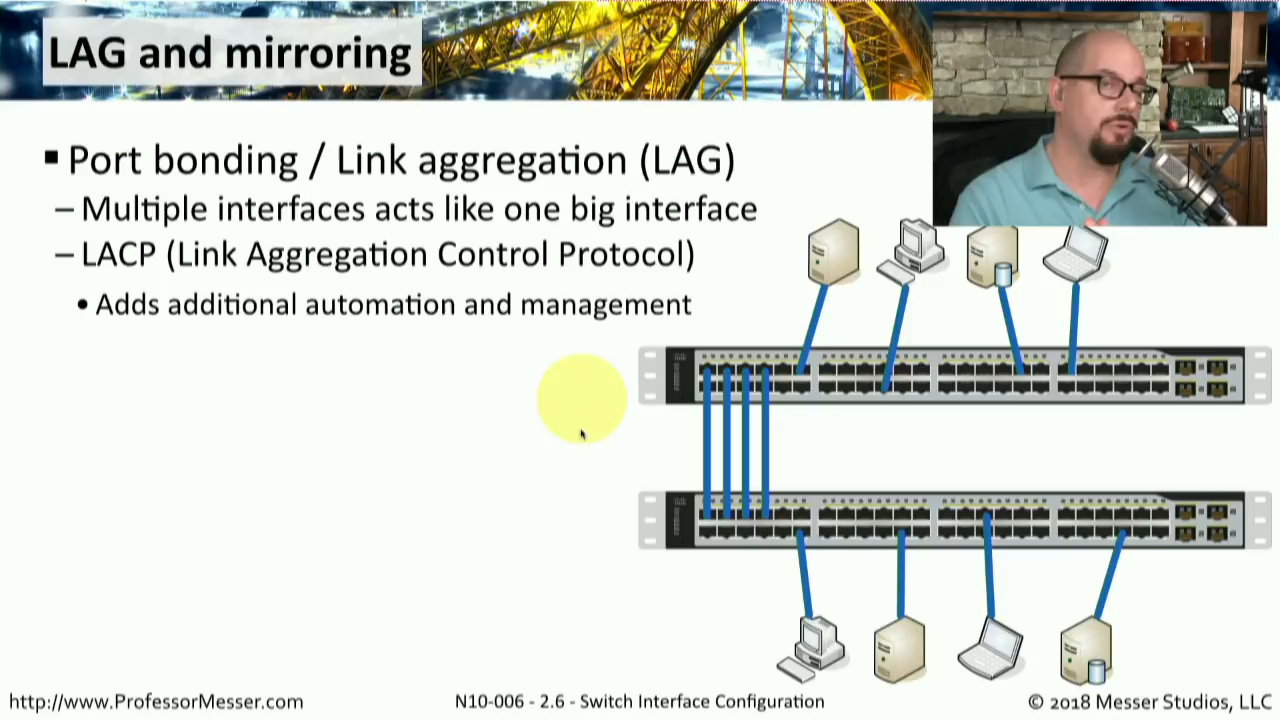 LAG and mirroring
▪ Port bonding / Link aggregation (LAG)
– Multiple interfaces acts like one big interface
– LACP (Link Aggregation Control Protocol)
• Adds additional automation and management
http://www.ProfessorMesser.com
N10-006 - 2.6 - Switch Interface Configuration
© 2018 Messer Studios, LLC